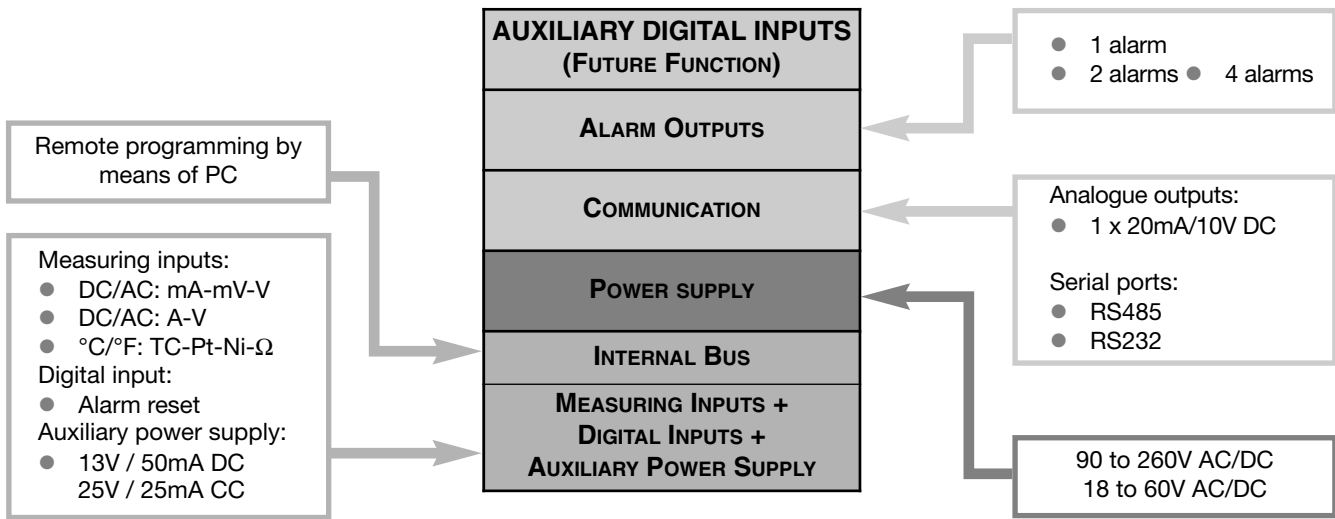 AUXILIARY DIGITAL INPUTS
(FUTURE FUNCTION)
ALARM OUTPUTS
COMMUNICATION
POWER SUPPLY
INTERNAL BUS
MEASURING INPUTS +
DIGITAL INPUTS +
AUXILIARY POWER SUPPLY
Remote programming by
means of PC
Measuring inputs:
● DC/AC: mA-mV-V
● DC/AC: A-V
● °C/°F: TC-Pt-Ni-Ω
Digital input:
● Alarm reset
Auxiliary power supply:
● 13V / 50mA DC
25V / 25mA CC
● 1 alarm
● 2 alarms ● 4 alarms
Analogue outputs:
● 1 x 20mA/10V DC
Serial ports:
● RS485
● RS232
90 to 260V AC/DC
18 to 60V AC/DC